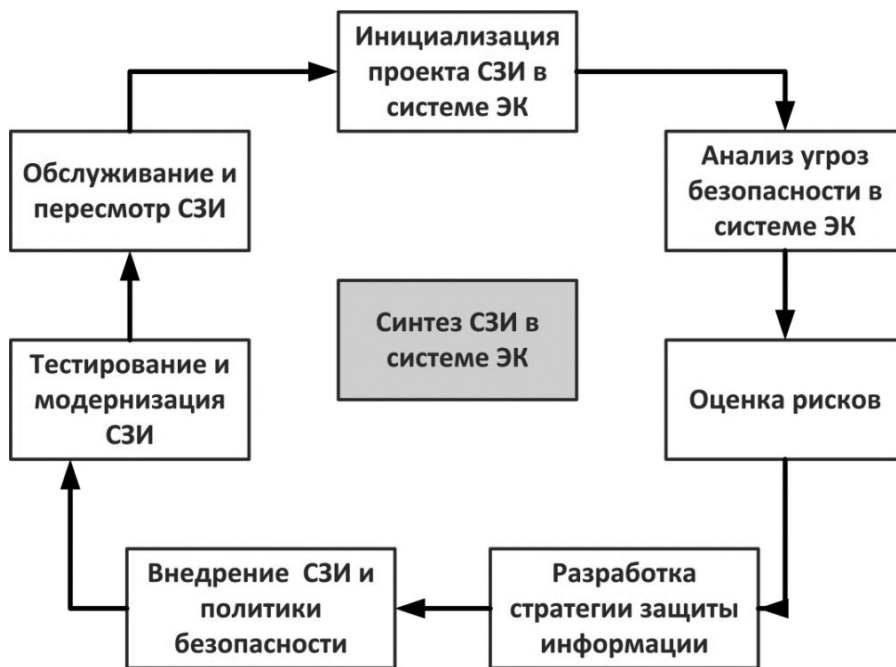 Инициализация
проекта СЗИ в
системе ЭК
Анализ угроз
безопасности в
системе ЭК
Оценка рисков
Разработка
стратегии защиты
информации
Внедрение СЗИ и
политики
безопасности
Тестирование и
модернизация
СЗИ
Обслуживание и
пересмотр СЗИ
Синтез СЗИ в
системе ЭК